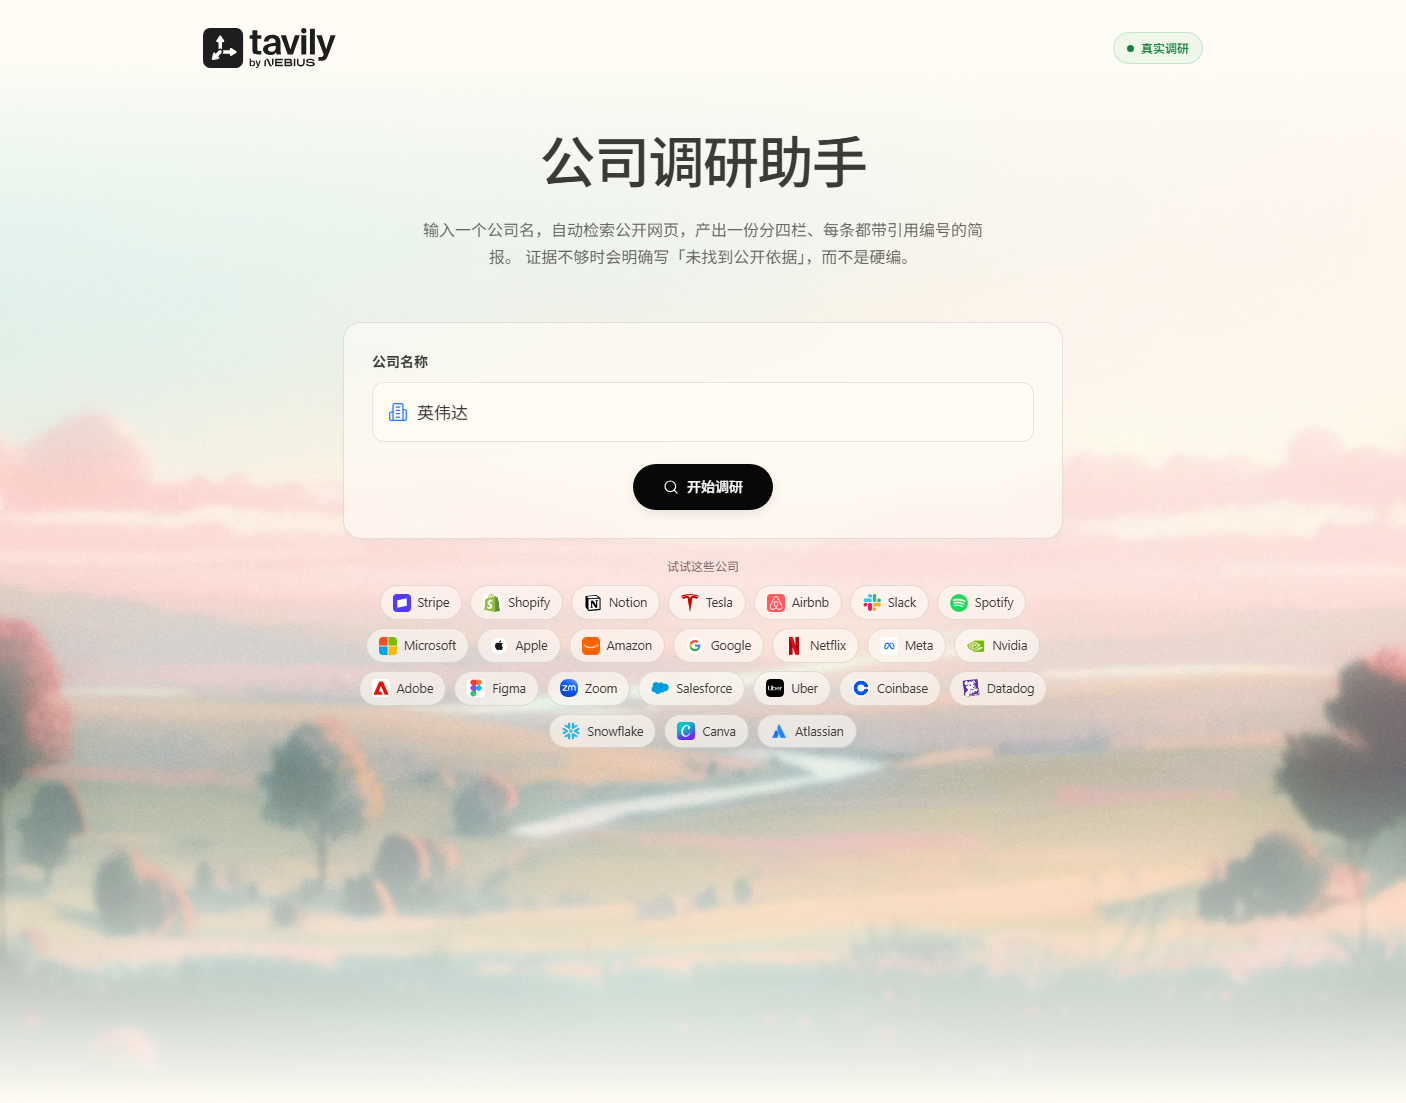 tavily
by NEBIUS
真实调研
公司调研助手
输入一个公司名，自动检索公开网页，产出一份分四栏、每条都带引用编号的简
报。 证据不够时会明确写「未找到公开依据」，而不是硬编。
公司名称
英伟达
开始调研
试试这些公司
Stripe Shopify Notion Tesla Airbnb Slack Spotify
Microsoft Apple Amazon Google Netflix Meta Nvidia
Adobe Figma Zoom Salesforce Uber Coinbase Datadog
Snowflake Canva Atlassian